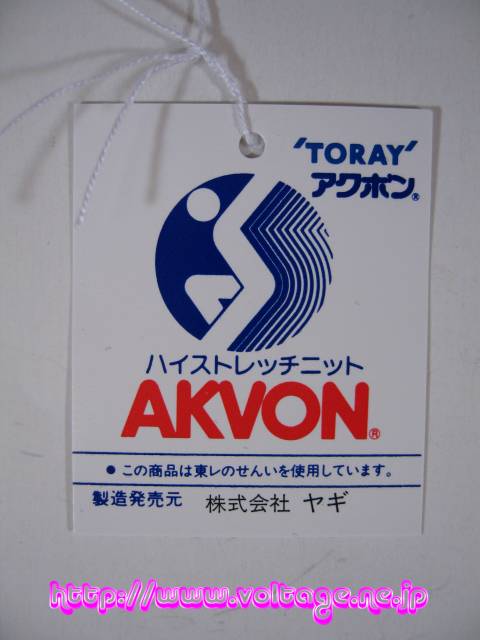 'TORAY'
アクボン®
ハイストレッチニット
AKVON®
● この商品は東レのせんいを使用しています。
製造発売元 株式会社 ヤギ
http://www.voltage.ne.jp